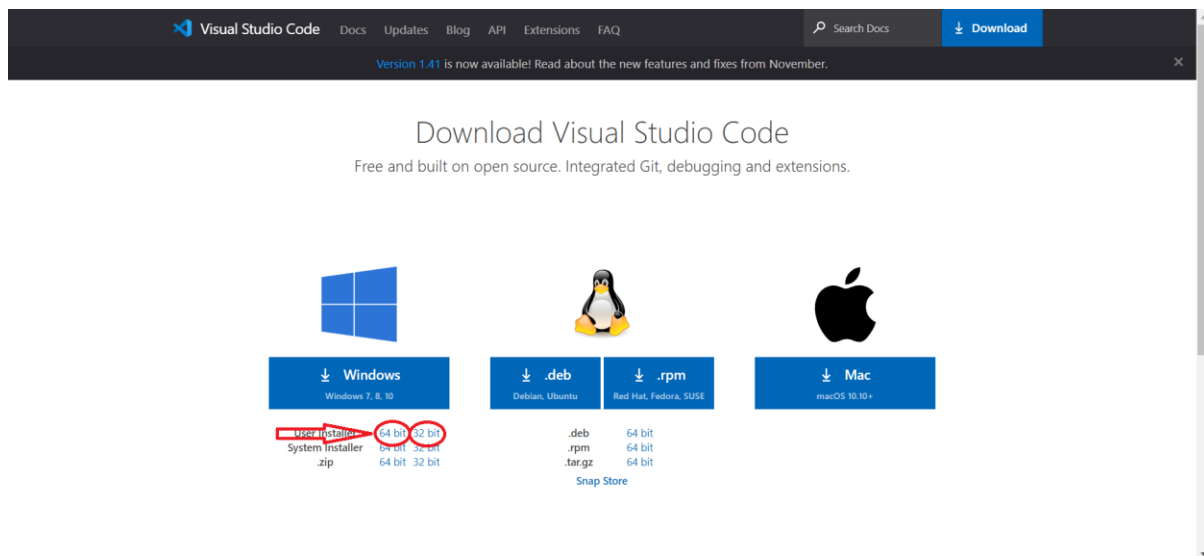 Visual Studio Code Docs Updates Blog API Extensions FAQ Search Docs Download
Version 1.41 is now available! Read about the new features and fixes from November.
Download Visual Studio Code
Free and built on open source. Integrated Git, debugging and extensions.
Windows
Windows 7, 8, 10
.deb
Debian, Ubuntu
.rpm
Red Hat, Fedora, SUSE
Mac
macOS 10.10+
User Installer 64 bit 32 bit
System Installer 64 bit 32 bit
.zip 64 bit 32 bit
.deb 64 bit
.rpm 64 bit
.tar.gz 64 bit
Snap Store